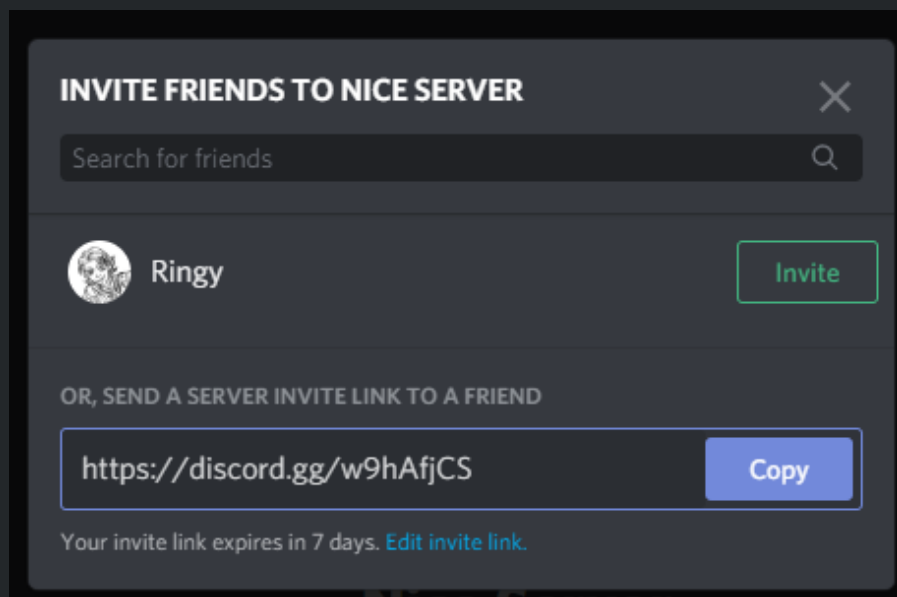 INVITE FRIENDS TO NICE SERVER
Search for friends
Ringy
Invite
OR, SEND A SERVER INVITE LINK TO A FRIEND
https://discord.gg/w9hAfjCS
Copy
Your invite link expires in 7 days. Edit invite link.